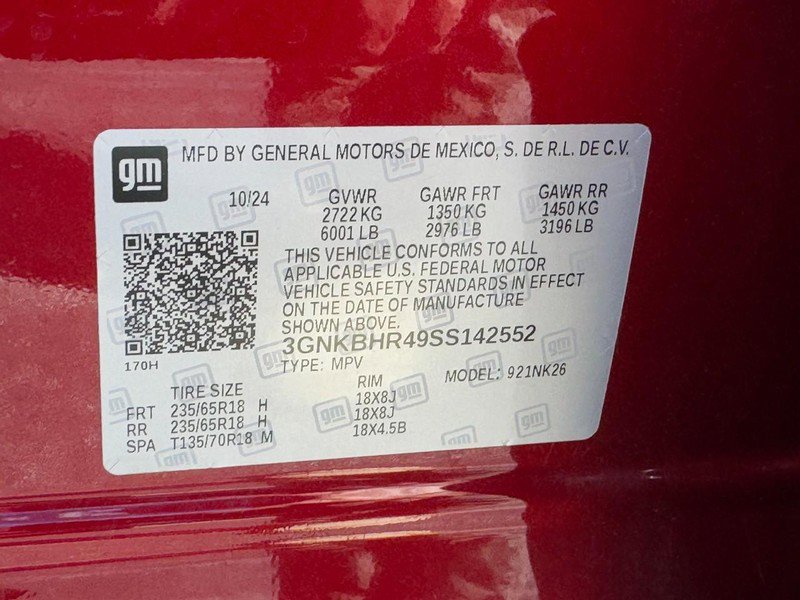 gm MFD BY GENERAL MOTORS DE MEXICO, S. DE R.L. DE C.V.
10/24 GVWR GAWR FRT GAWR RR
2722 KG 1350 KG 1450 KG
6001 LB 2976 LB 3196 LB
THIS VEHICLE CONFORMS TO ALL
APPLICABLE U.S. FEDERAL MOTOR
VEHICLE SAFETY STANDARDS IN EFFECT
ON THE DATE OF MANUFACTURE
SHOWN ABOVE.
3GNKBHR49SS142552
170H TYPE: MPV MODEL: 921NK26
TIRE SIZE RIM
FRT 235/65R18 H 18X8J
RR 235/65R18 H 18X8J
SPA T135/70R18 M 18X4.5B